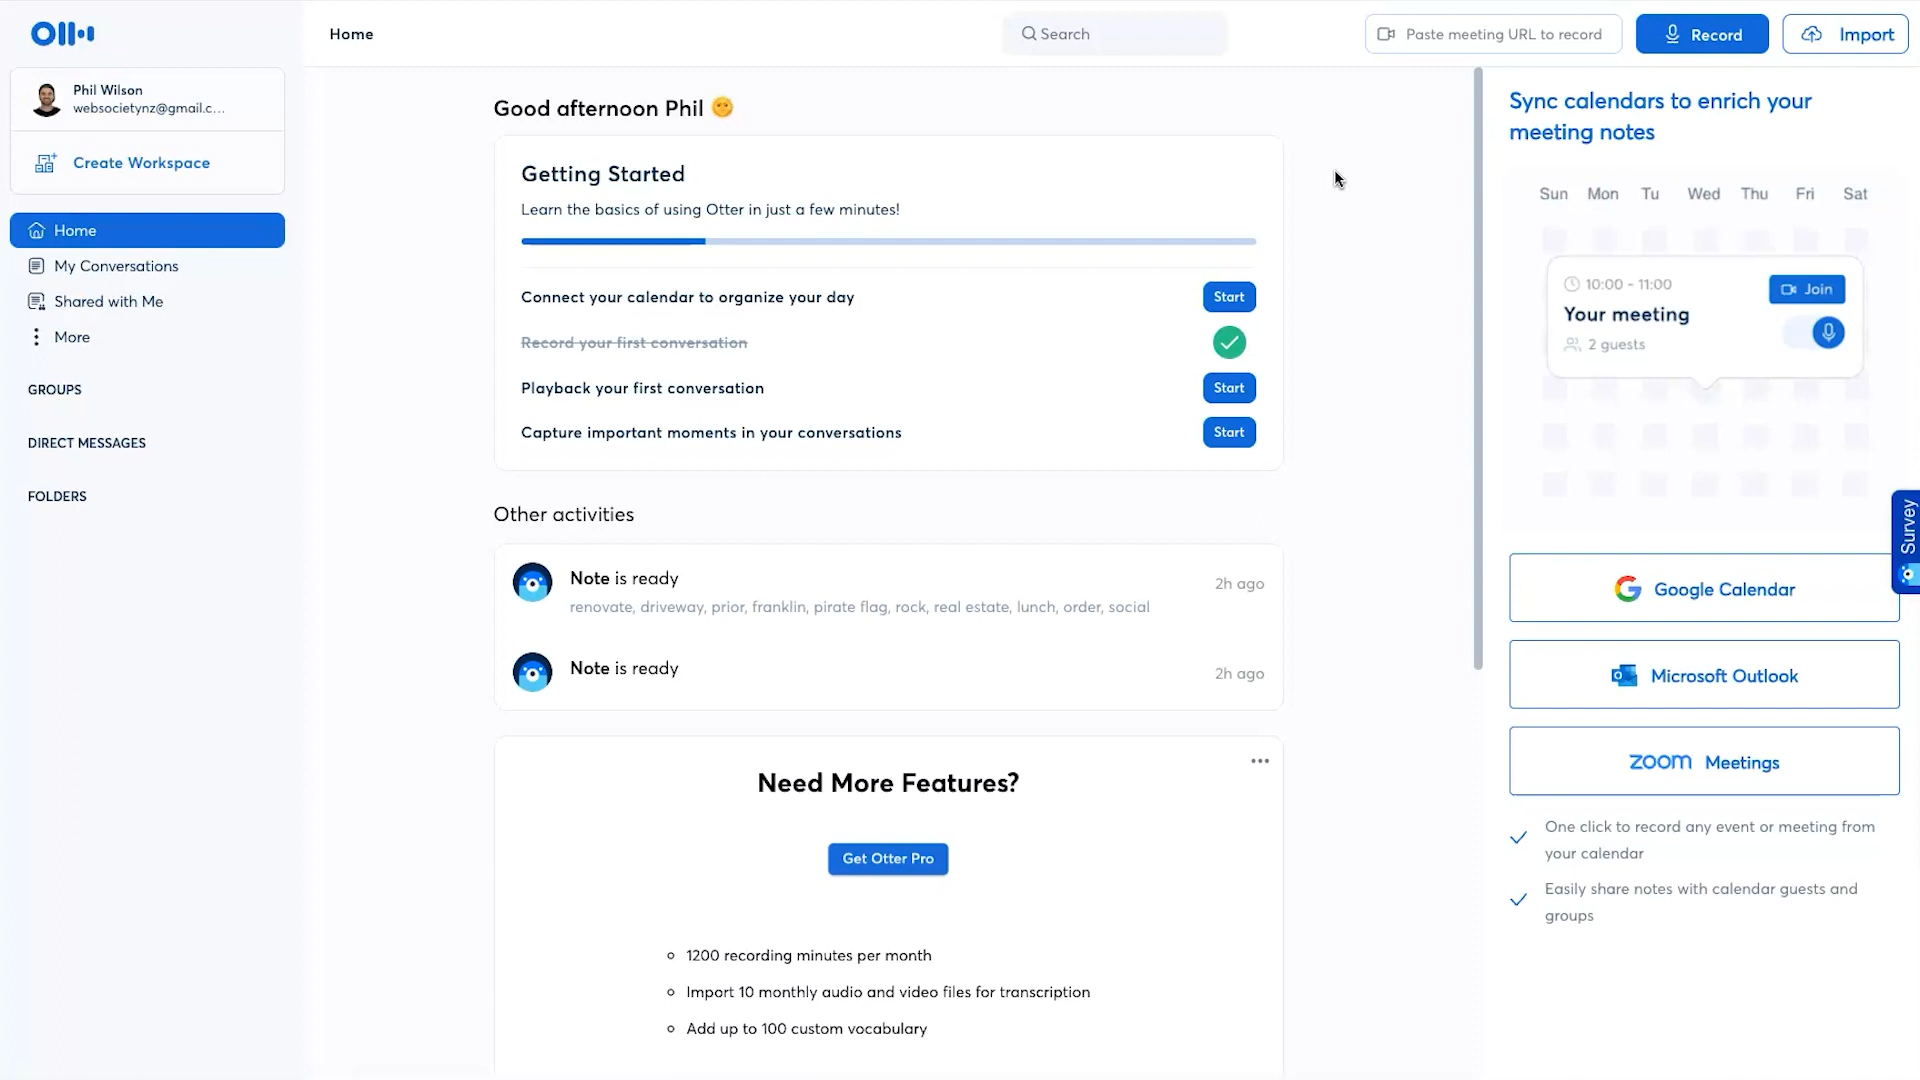 Home
Search
Paste meeting URL to record
Record
Import
Phil Wilson
websocietynz@gmail.c...
Create Workspace
Home
My Conversations
Shared with Me
More
GROUPS
DIRECT MESSAGES
FOLDERS
Good afternoon Phil
Getting Started
Learn the basics of using Otter in just a few minutes!
Connect your calendar to organize your day
Start
Record your first conversation
Playback your first conversation
Start
Capture important moments in your conversations
Start
Other activities
Note is ready
2h ago
renovate, driveway, prior, franklin, pirate flag, rock, real estate, lunch, order, social
Note is ready
2h ago
Need More Features?
Get Otter Pro
1200 recording minutes per month
Import 10 monthly audio and video files for transcription
Add up to 100 custom vocabulary
Sync calendars to enrich your
meeting notes
Sun Mon Tu Wed Thu Fri Sat
10:00 - 11:00
Join
Your meeting
2 guests
Survey
Google Calendar
Microsoft Outlook
zoom Meetings
One click to record any event or meeting from
your calendar
Easily share notes with calendar guests and
groups